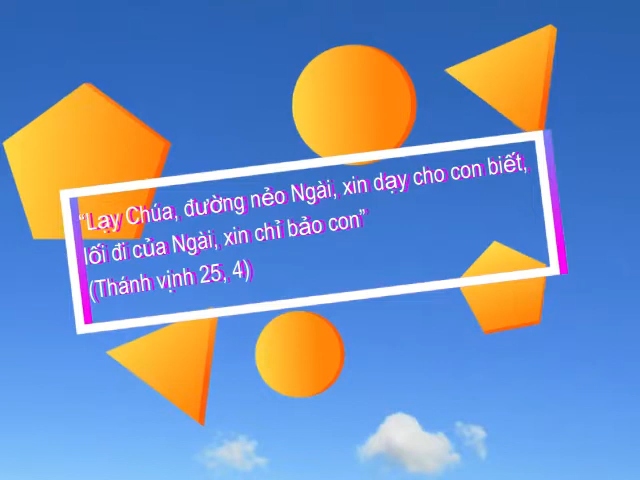 “Lạy Chúa, đường nẻo Ngài, xin dạy cho con biết,
lối đi của Ngài, xin chỉ bảo con”
(Thánh vịnh 25, 4)